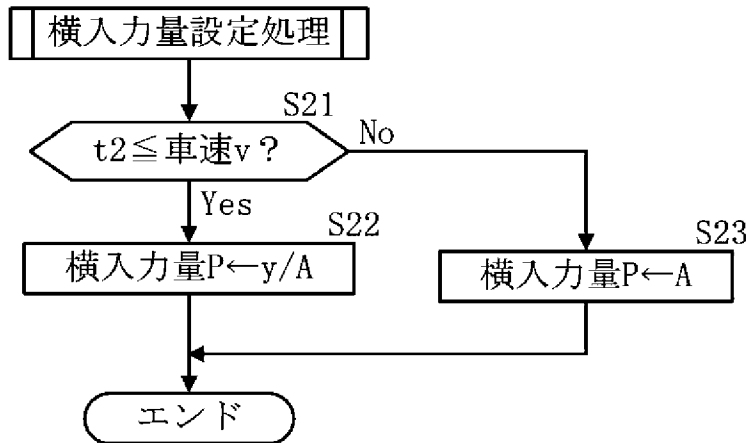 横入力量設定処理
S21
t2≦車速v?
No
Yes
S22
横入力量P←y/A
S23
横入力量P←A
エンド